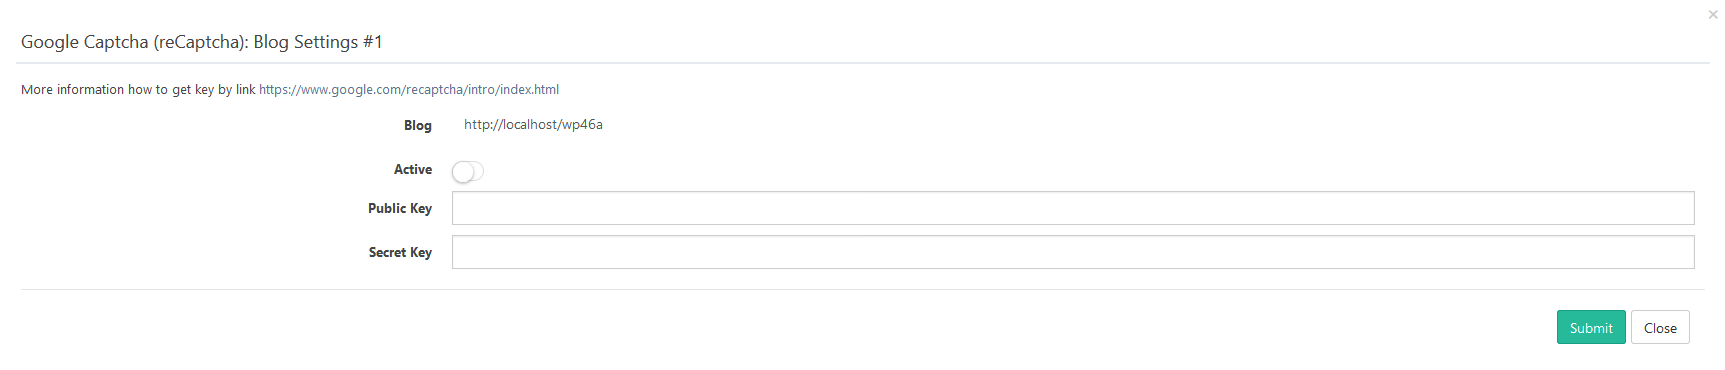 ×
Google Captcha (reCaptcha): Blog Settings #1
More information how to get key by link https://www.google.com/recaptcha/intro/index.html
Blog http://localhost/wp46a
Active
Public Key
Secret Key
Submit Close